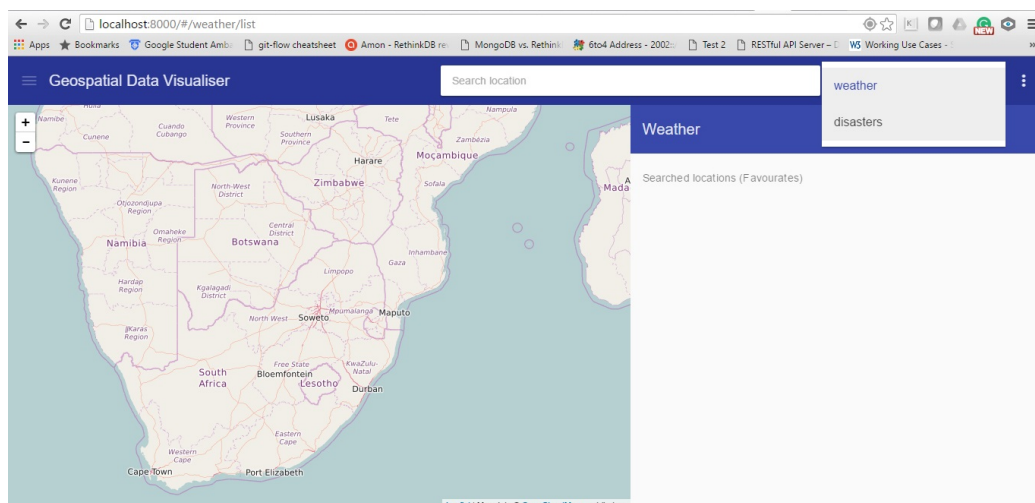 localhost:8000/#/weather/list
Apps Bookmarks Google Student Amba git-flow cheatsheet Amon - RethinkDB re MongoDB vs. Rethink 6to4 Address - 2002: Test 2 RESTful API Server – D W5 Working Use Cases - »
NEW
Geospatial Data Visualiser
Search location
weather
disasters
Weather
Searched locations (Favourates)
+
-
Namibe
Cuando Cubango
Western Province
Lusaka
Tete
Nampula
Cunene
Southern Province
Zambézia
Harare
Moçambique
Kunene Region
North-West District
Zimbabwe
Sofala
Mada
Otjozondjupa Region
Omaheke Region
Central District
Namibia
Botswana
Inhambane
Gaza
Limpopo
Hardap Region
Kgalagadi District
North West
Soweto
Mpumalanga
Maputo
ǁKaras Region
Free State
KwaZulu-Natal
South Africa
Bloemfontein
Lesotho
Durban
Eastern Cape
Western Cape
Cape Town
Port Elizabeth